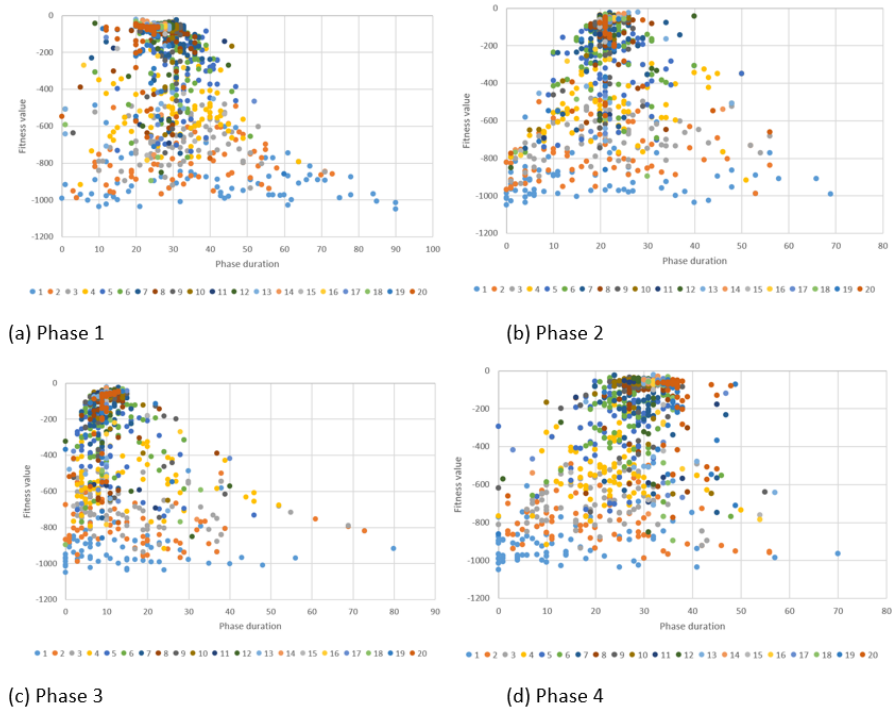 0
-200
-400
-600
-800
-1000
-1200
Fitness value
0 10 20 30 40 50 60 70 80 90 100
Phase duration
1 2 3 4 5 6 7 8 9 10 11 12 13 14 15 16 17 18 19 20
(a) Phase 1
0
-200
-400
-600
-800
-1000
-1200
Fitness value
0 10 20 30 40 50 60 70 80
Phase duration
1 2 3 4 5 6 7 8 9 10 11 12 13 14 15 16 17 18 19 20
(b) Phase 2
0
-200
-400
-600
-800
-1000
-1200
Fitness value
0 10 20 30 40 50 60 70 80 90
Phase duration
1 2 3 4 5 6 7 8 9 10 11 12 13 14 15 16 17 18 19 20
(c) Phase 3
0
-200
-400
-600
-800
-1000
-1200
Fitness value
0 10 20 30 40 50 60 70 80
Phase duration
1 2 3 4 5 6 7 8 9 10 11 12 13 14 15 16 17 18 19 20
(d) Phase 4